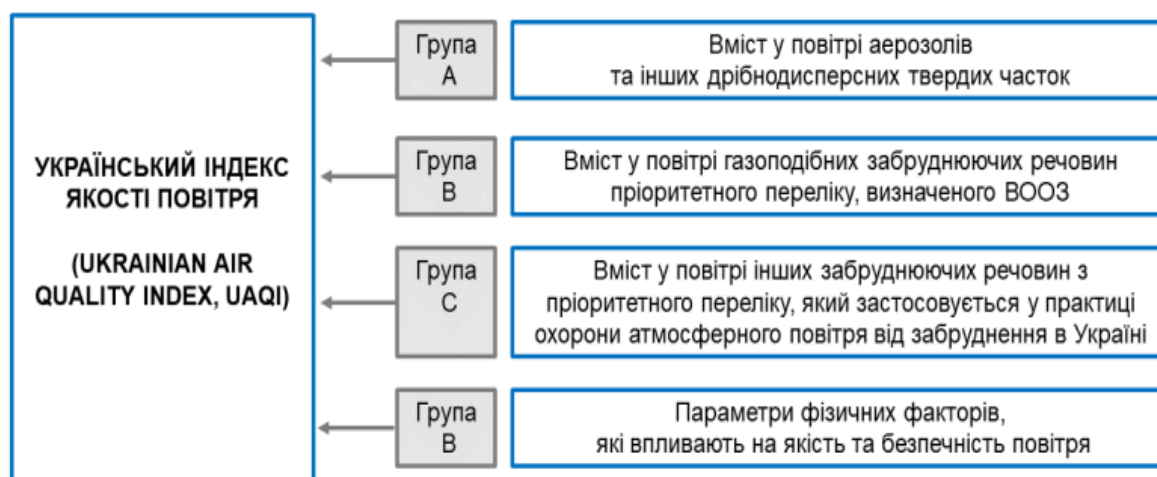 УКРАЇНСЬКИЙ ІНДЕКС
ЯКОСТІ ПОВІТРЯ
(UKRAINIAN AIR
QUALITY INDEX, UAQI)
Група
A
Вміст у повітрі аерозолів
та інших дрібнодисперсних твердих часток
Група
B
Вміст у повітрі газоподібних забруднюючих речовин
пріоритетного переліку, визначеного ВООЗ
Група
C
Вміст у повітрі інших забруднюючих речовин з
пріоритетного переліку, який застосовується у практиці
охорони атмосферного повітря від забруднення в Україні
Група
B
Параметри фізичних факторів,
які впливають на якість та безпечність повітря